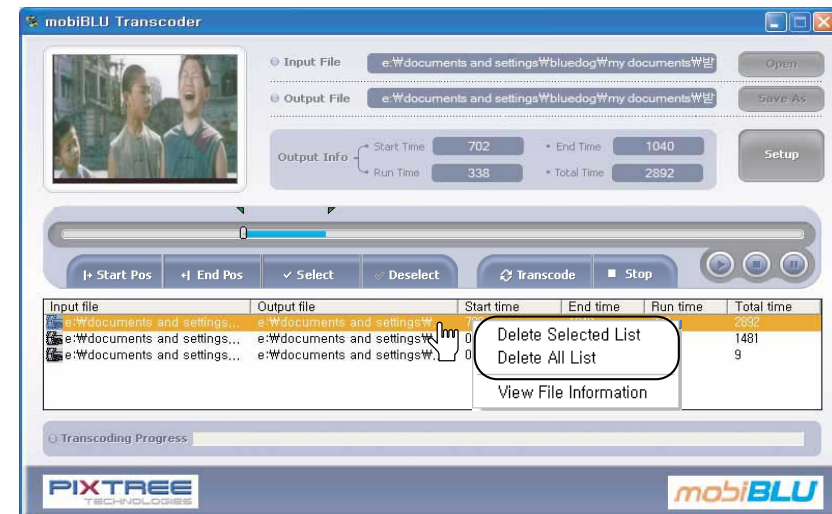 mobiBLU Transcoder
Input File e:₩documents and settings₩bluedog₩my documents₩받 Open
Output File e:₩documents and settings₩bluedog₩my documents₩받 Save As
Output Info Start Time 702 End Time 1040 Setup
Run Time 338 Total Time 2892
Start Pos End Pos Select Deselect Transcode Stop
Input file Output file Start time End time Run time Total time
e:₩documents and settings... e:₩documents and settings₩ 2892
e:₩documents and settings... e:₩documents and settings₩ 0 1481
e:₩documents and settings... e:₩documents and settings₩... 0 9
Delete Selected List
Delete All List
View File Information
Transcoding Progress
PIXTREE TECHNOLOGIES
mobiBLU